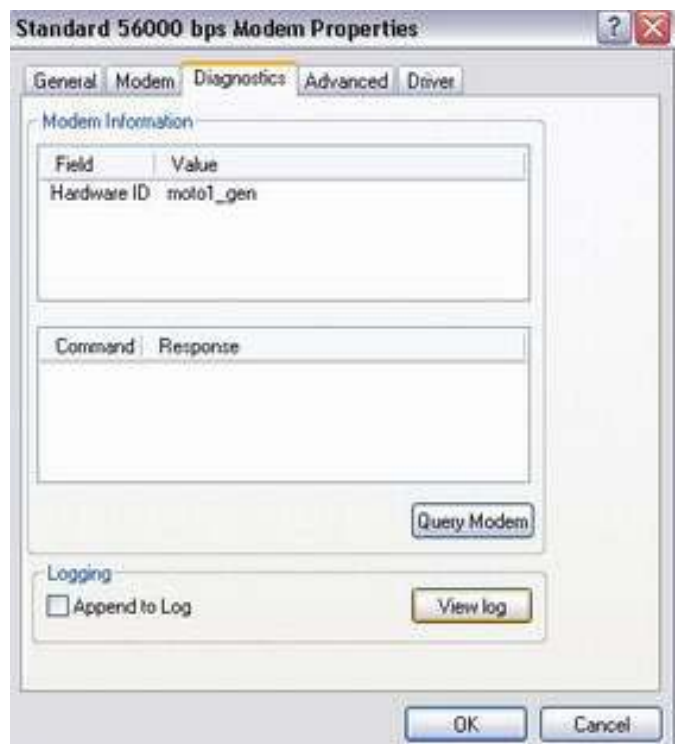 Standard 56000 bps Modem Properties
?
General Modem Diagnostics Advanced Driver
Modem Information
Field Value
Hardware ID moto1_gen
Command Response
Query Modem
Logging
Append to Log View log
OK Cancel